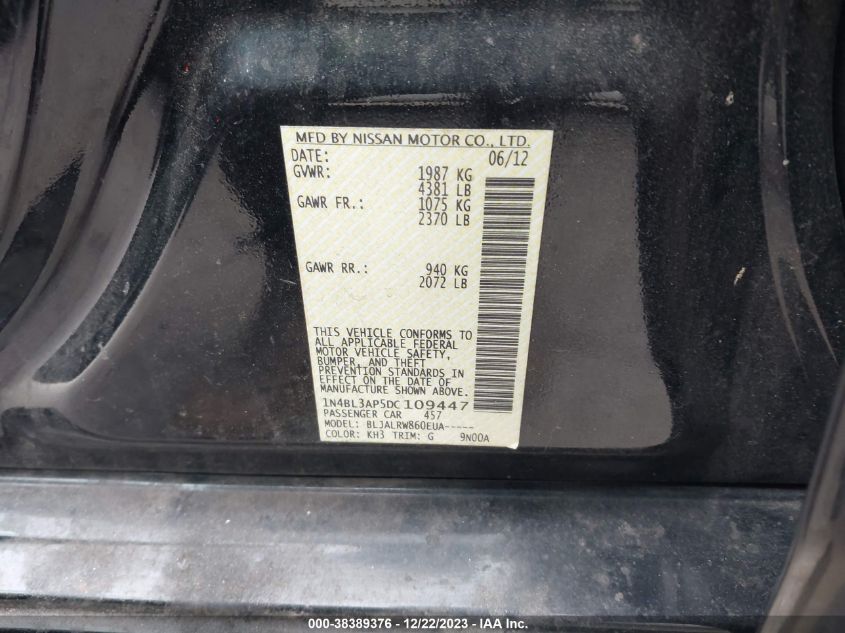 MFD BY NISSAN MOTOR CO., LTD.
DATE: 06/12
GVWR: 1987 KG
4381 LB
GAWR FR.: 1075 KG
2370 LB
GAWR RR.: 940 KG
2072 LB
THIS VEHICLE CONFORMS TO
ALL APPLICABLE FEDERAL
MOTOR VEHICLE SAFETY,
BUMPER, AND THEFT
PREVENTION STANDARDS IN
EFFECT ON THE DATE OF
MANUFACTURE SHOWN ABOVE.
1N4BL3AP5DC 109447
PASSENGER CAR 457
MODEL: BLJALRW860EUA-----
COLOR: KH3 TRIM: G 9N00A
000-38389376 - 12/22/2023 - IAA Inc.